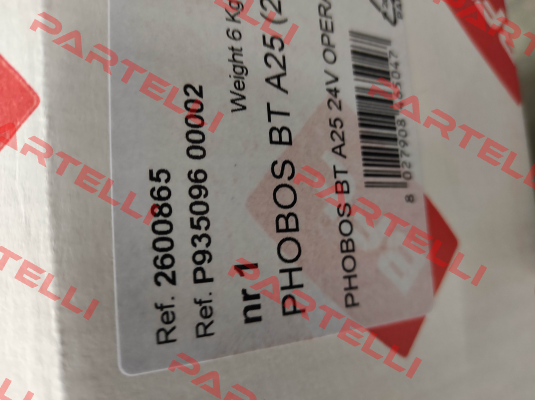 Ref. 2600865
Ref. P935096 00002
nr 1 Weight 6 Kg
PHOBOS BT A25 (2
PHOBOS BT A25 24V OPERA
PARTELLI
PARTELLI
PARTELLI
PARTELLI
PARTELLI
PARTELLI